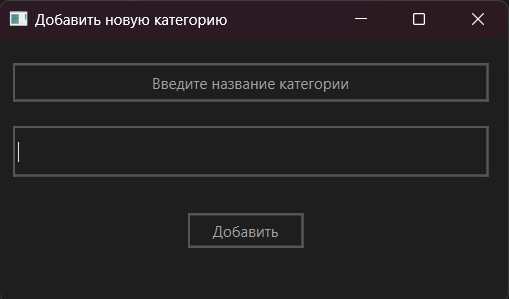 Добавить новую категорию
Введите название категории
Добавить